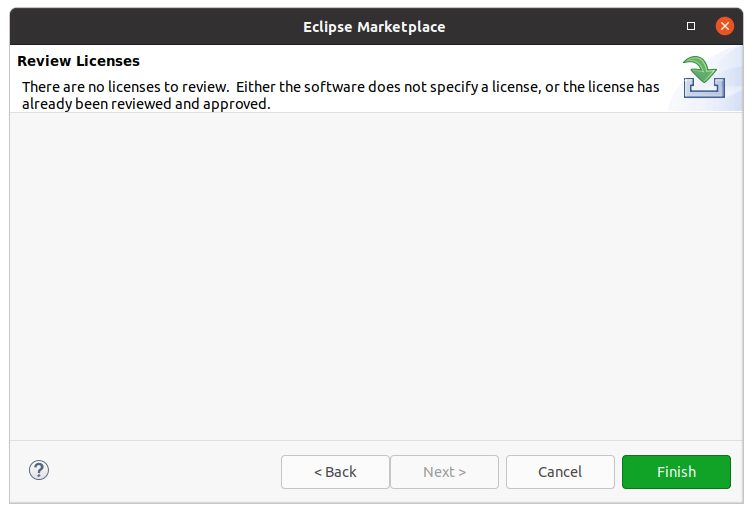 Eclipse Marketplace
Review Licenses
There are no licenses to review.  Either the software does not specify a license, or the license has
already been reviewed and approved.
?
< Back
Next >
Cancel
Finish